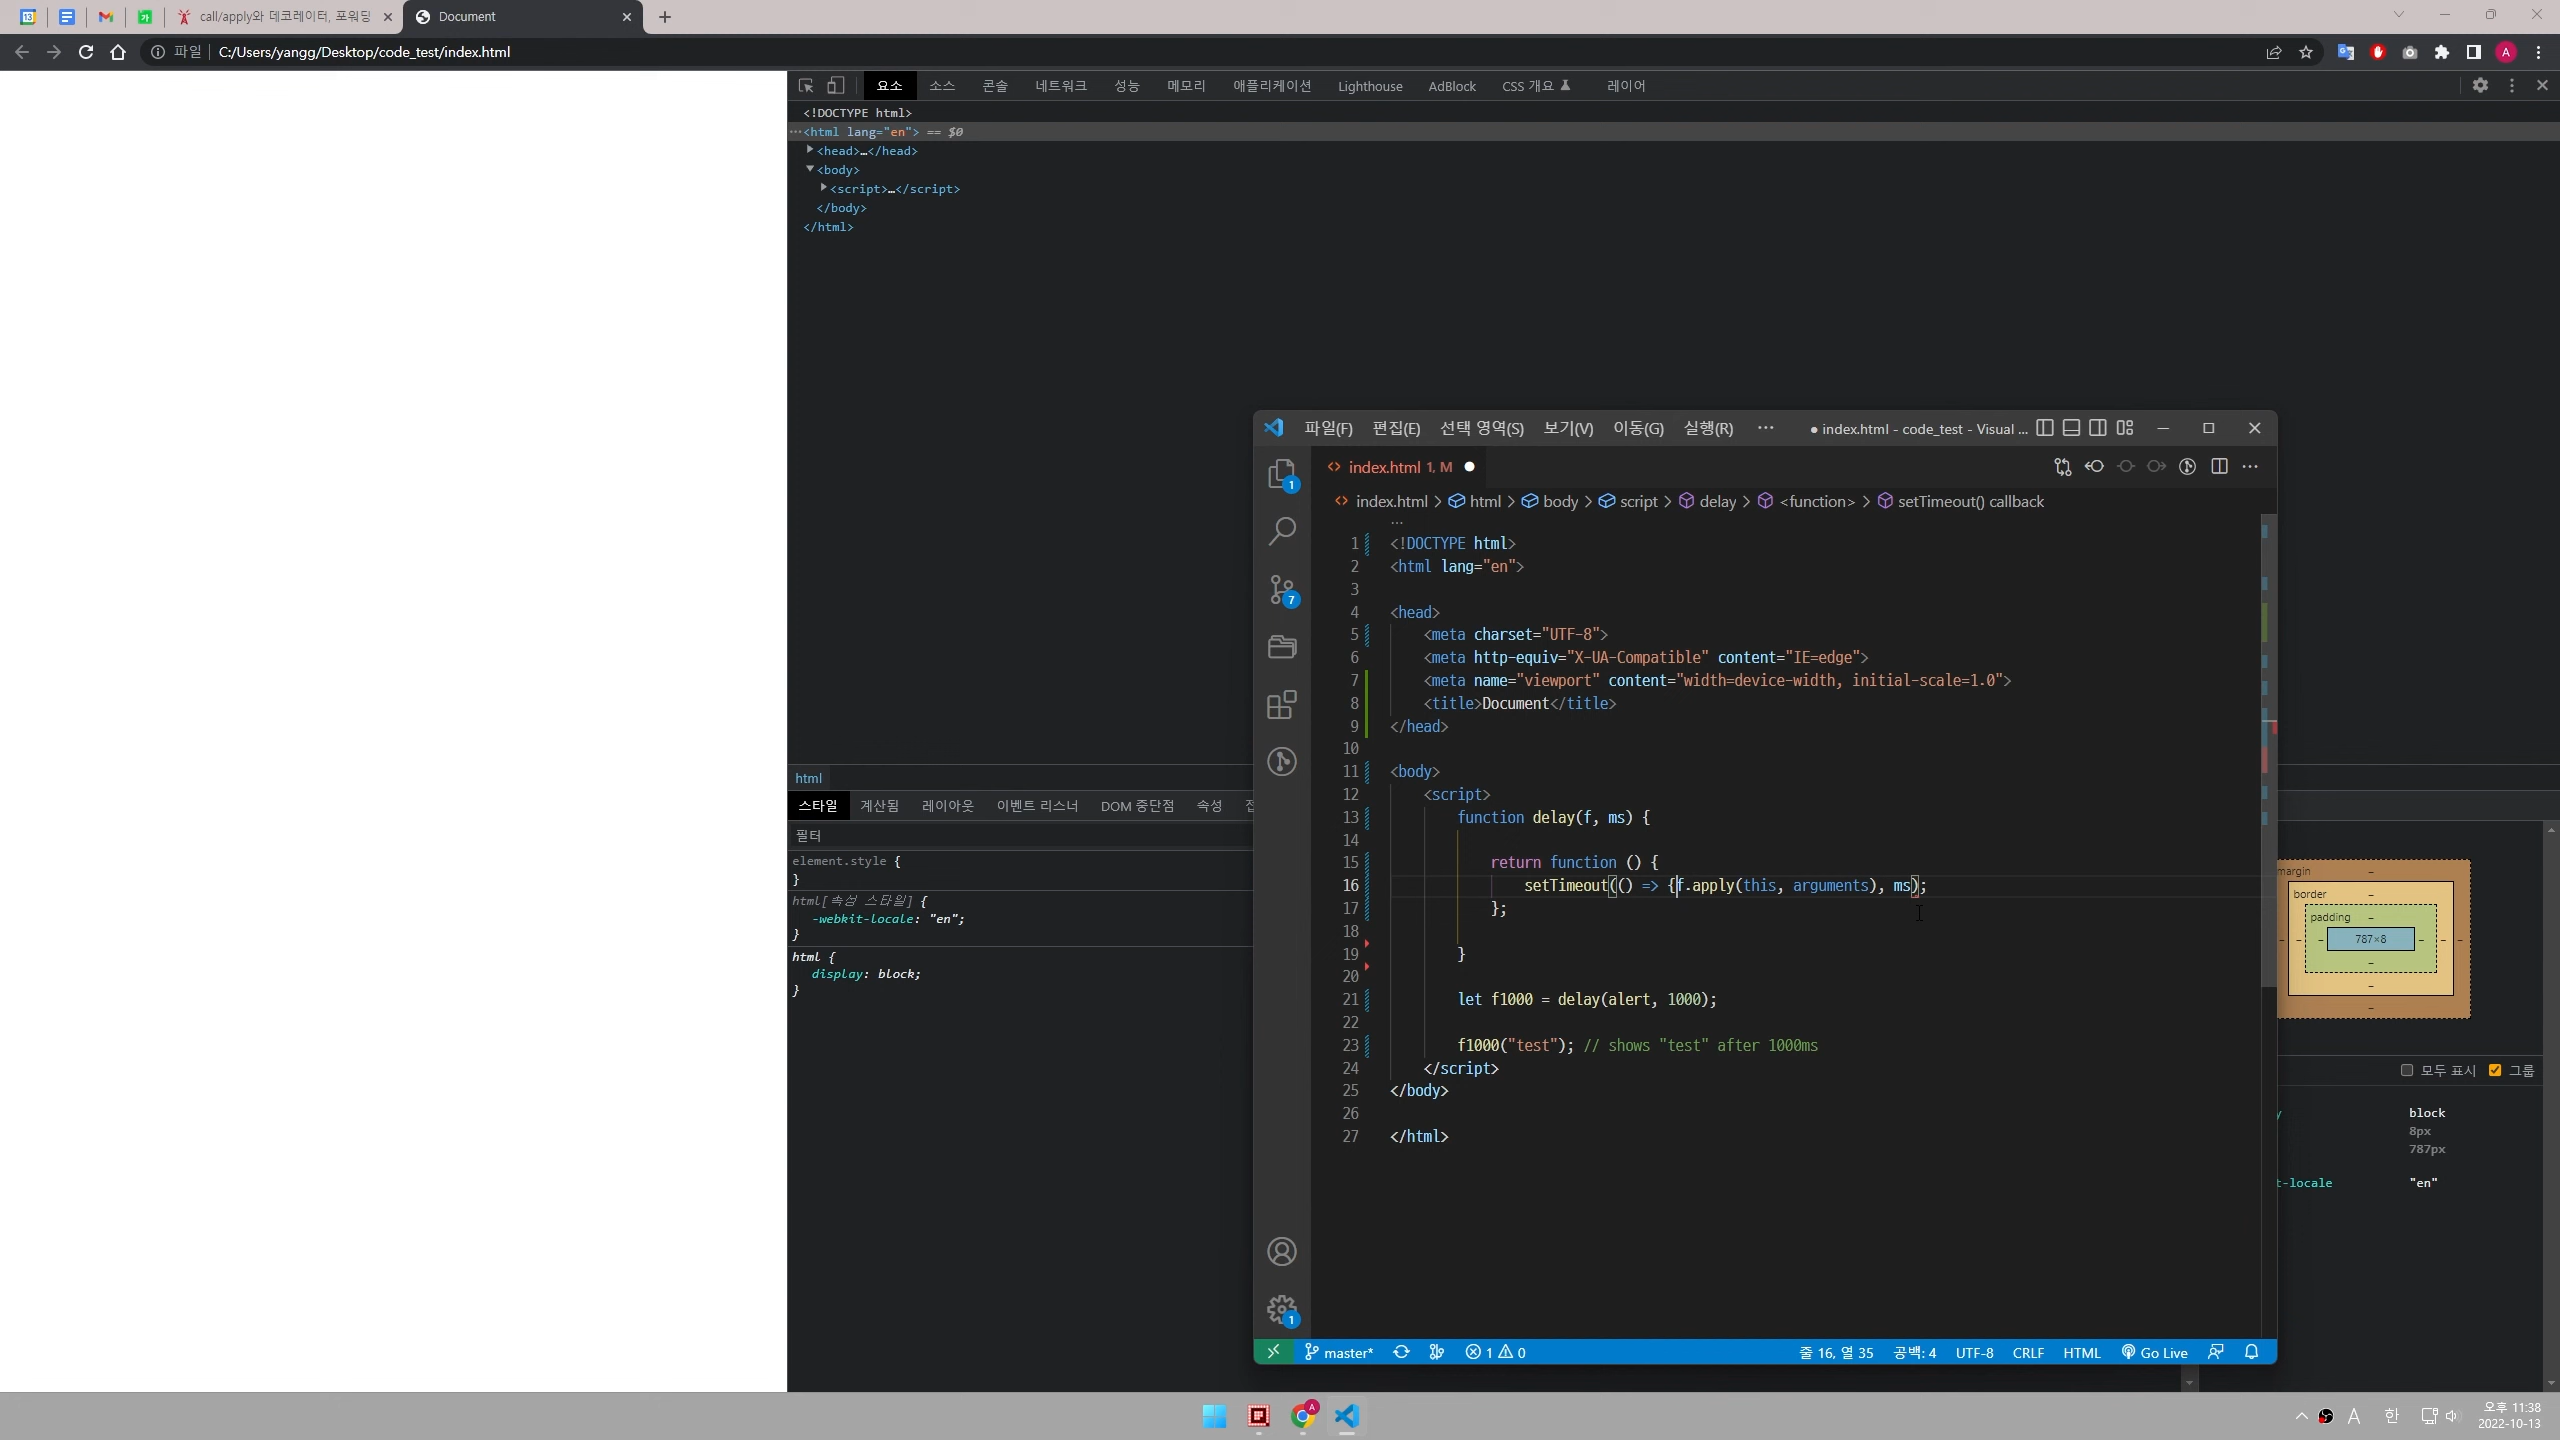 call/apply와 데코레이터, 포워딩
Document
파일
C:/Users/yangg/Desktop/code_test/index.html
A
요소 소스 콘솔 네트워크 성능 메모리 애플리케이션 Lighthouse AdBlock CSS 개요 레이어
<!DOCTYPE html>
<html lang="en"> == $0
<head>…</head>
<body>
<script>…</script>
</body>
</html>
html
스타일 계산됨 레이아웃 이벤트 리스너 DOM 중단점 속성
필터
element.style {
}
html[속성 스타일] {
-webkit-locale: "en";
}
html {
display: block;
}
파일(F) 편집(E) 선택 영역(S) 보기(V) 이동(G) 실행(R) ··· ● index.html - code_test - Visual ...
index.html 1, M
index.html > html > body > script > delay > <function> > setTimeout() callback
1 <!DOCTYPE html>
2 <html lang="en">
3
4 <head>
5 <meta charset="UTF-8">
6 <meta http-equiv="X-UA-Compatible" content="IE=edge">
7 <meta name="viewport" content="width=device-width, initial-scale=1.0">
8 <title>Document</title>
9 </head>
10
11 <body>
12 <script>
13 function delay(f, ms) {
14
15 return function () {
16 setTimeout(() => {f.apply(this, arguments), ms);
17 };
18
19 }
20
21 let f1000 = delay(alert, 1000);
22
23 f1000("test"); // shows "test" after 1000ms
24 </script>
25 </body>
26
27 </html>
1
7
1
master* 1 0 줄 16, 열 35 공백: 4 UTF-8 CRLF HTML Go Live
margin
border
padding
787×8
모두 표시 그룹
block
8px
787px
t-locale "en"
A 한
오후 11:38
2022-10-13